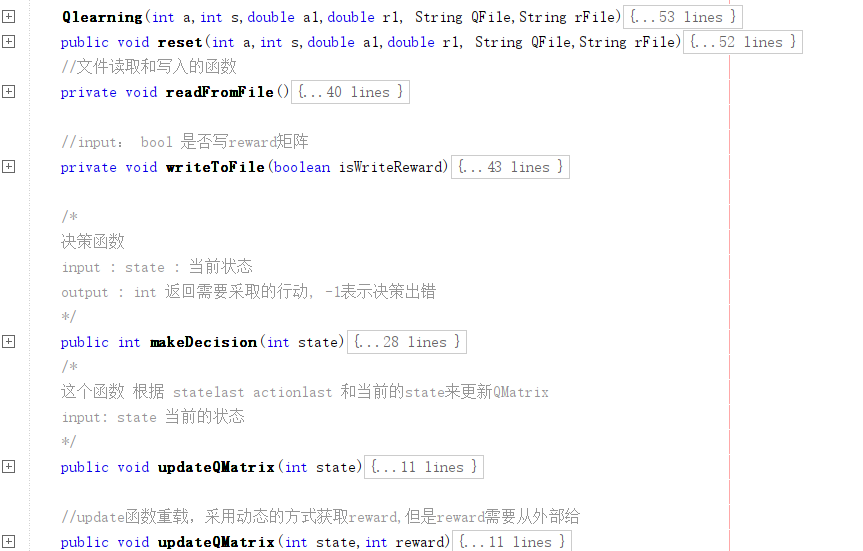 Qlearning(int a,int s,double al,double rl, String QFile,String rFile){...53 lines }
public void reset(int a,int s,double al,double rl, String QFile,String rFile){...52 lines }
//文件读取和写入的函数
private void readFromFile(){...40 lines }
//input： bool 是否写reward矩阵
private void writeToFile(boolean isWriteReward){...43 lines }
/*
决策函数
input : state : 当前状态
output : int 返回需要采取的行动, -1表示决策出错
*/
public int makeDecision(int state){...28 lines }
/*
这个函数 根据 statelast actionlast 和当前的state来更新QMatrix
input: state 当前的状态
*/
public void updateQMatrix(int state){...11 lines }
//update函数重载, 采用动态的方式获取reward,但是reward需要从外部给
public void updateQMatrix(int state,int reward){...11 lines }